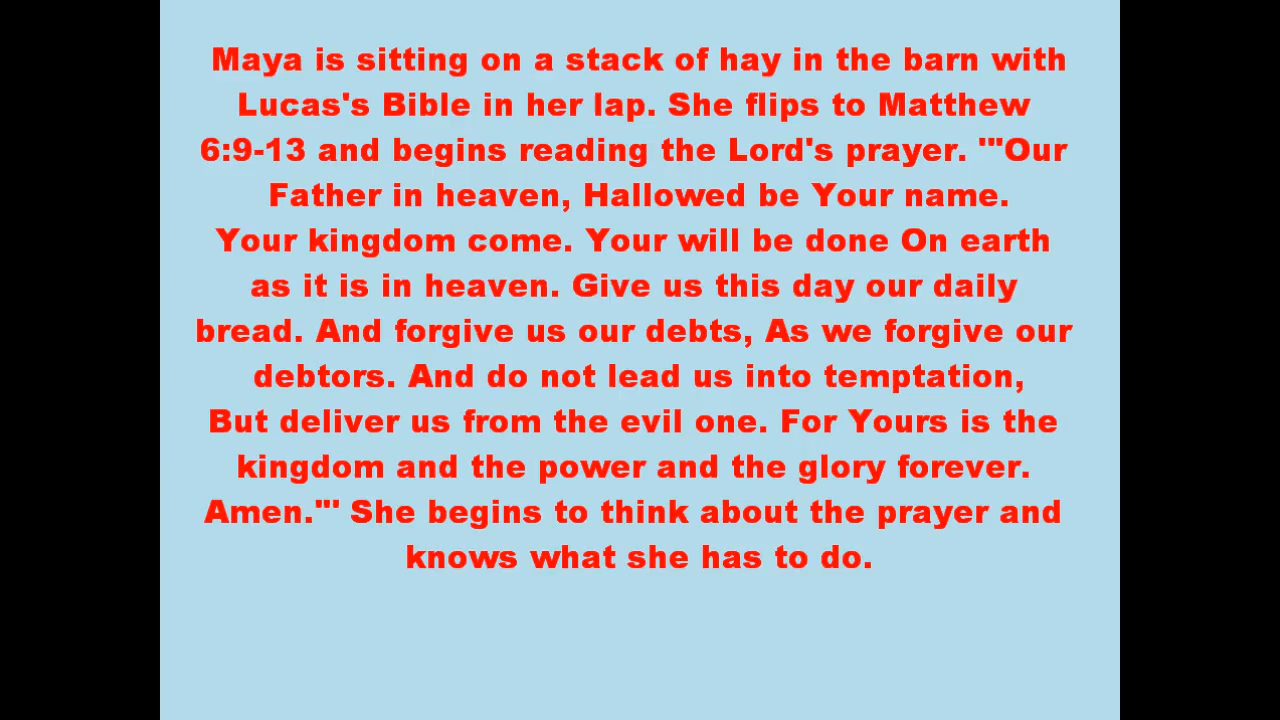 Maya is sitting on a stack of hay in the barn with
Lucas's Bible in her lap. She flips to Matthew
6:9-13 and begins reading the Lord's prayer. '"Our
Father in heaven, Hallowed be Your name.
Your kingdom come. Your will be done On earth
as it is in heaven. Give us this day our daily
bread. And forgive us our debts, As we forgive our
debtors. And do not lead us into temptation,
But deliver us from the evil one. For Yours is the
kingdom and the power and the glory forever.
Amen."' She begins to think about the prayer and
knows what she has to do.